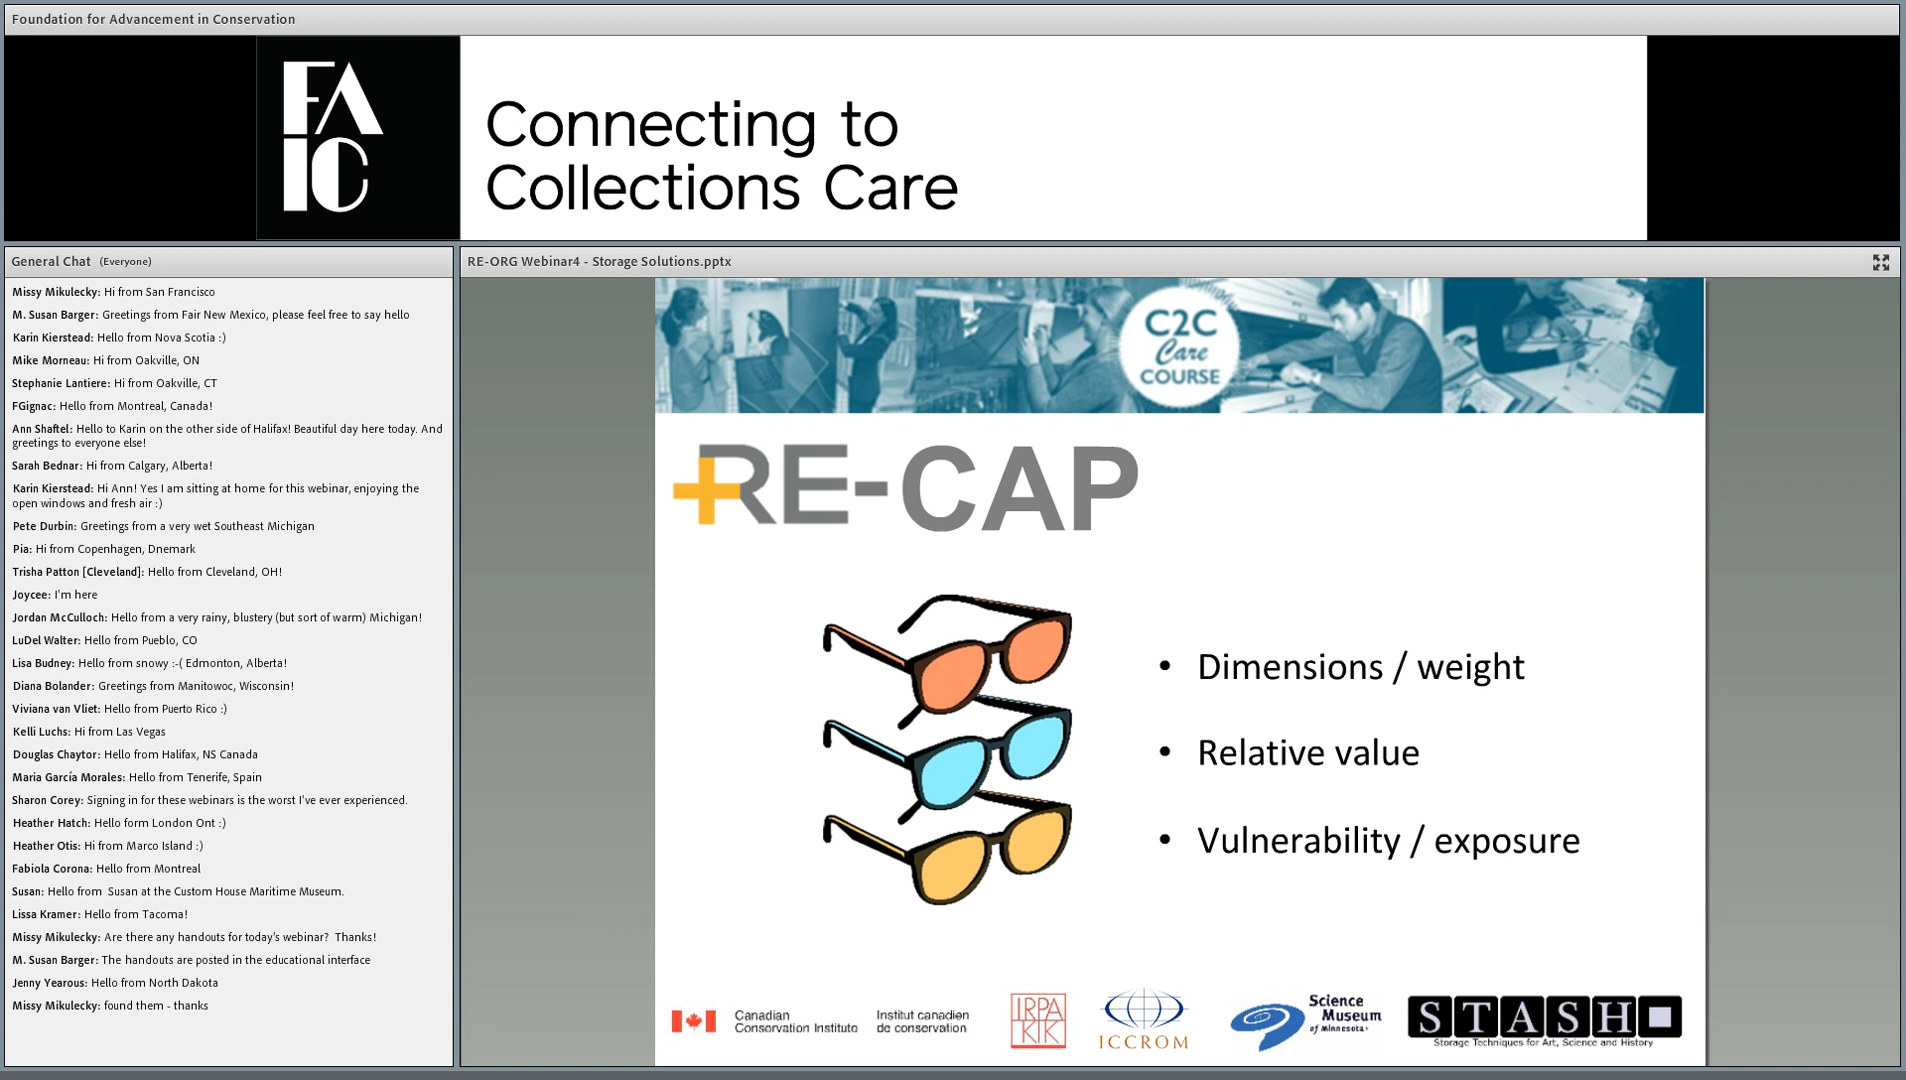 Foundation for Advancement in Conservation
FA
IC
Connecting to
Collections Care
General Chat (Everyone)
Missy Mikulecky: Hi from San Francisco
M. Susan Barger: Greetings from Fair New Mexico, please feel free to say hello
Karin Kierstead: Hello from Nova Scotia :)
Mike Morneau: Hi from Oakville, ON
Stephanie Lantiere: Hi from Oakville, CT
FGignac: Hello from Montreal, Canada!
Ann Shaftel: Hello to Karin on the other side of Halifax! Beautiful day here today. And
greetings to everyone else!
Sarah Bednar: Hi from Calgary, Alberta!
Karin Kierstead: Hi Ann! Yes I am sitting at home for this webinar, enjoying the
open windows and fresh air :)
Pete Durbin: Greetings from a very wet Southeast Michigan
Pia: Hi from Copenhagen, Dnemark
Trisha Patton [Cleveland]: Hello from Cleveland, OH!
Joycee: I'm here
Jordan McCulloch: Hello from a very rainy, blustery (but sort of warm) Michigan!
LuDel Walter: Hello from Pueblo, CO
Lisa Budney: Hello from snowy :-( Edmonton, Alberta!
Diana Bolander: Greetings from Manitowoc, Wisconsin!
Viviana van Vliet: Hello from Puerto Rico :)
Kelli Luchs: Hi from Las Vegas
Douglas Chaytor: Hello from Halifax, NS Canada
Maria García Morales: Hello from Tenerife, Spain
Sharon Corey: Signing in for these webinars is the worst I've ever experienced.
Heather Hatch: Hello form London Ont :)
Heather Otis: Hi from Marco Island :)
Fabiola Corona: Hello from Montreal
Susan: Hello from Susan at the Custom House Maritime Museum.
Lissa Kramer: Hello from Tacoma!
Missy Mikulecky: Are there any handouts for today's webinar? Thanks!
M. Susan Barger: The handouts are posted in the educational interface
Jenny Yearous: Hello from North Dakota
Missy Mikulecky: found them - thanks
RE-ORG Webinar4 - Storage Solutions.pptx
C2C
Care
COURSE
RE-CAP
• Dimensions / weight
• Relative value
• Vulnerability / exposure
Canadian
Conservation Institute
Institut canadien
de conservation
IRPA
KIK
ICCROM
Science
Museum
of Minnesota
STASH
Storage Techniques for Art, Science and History